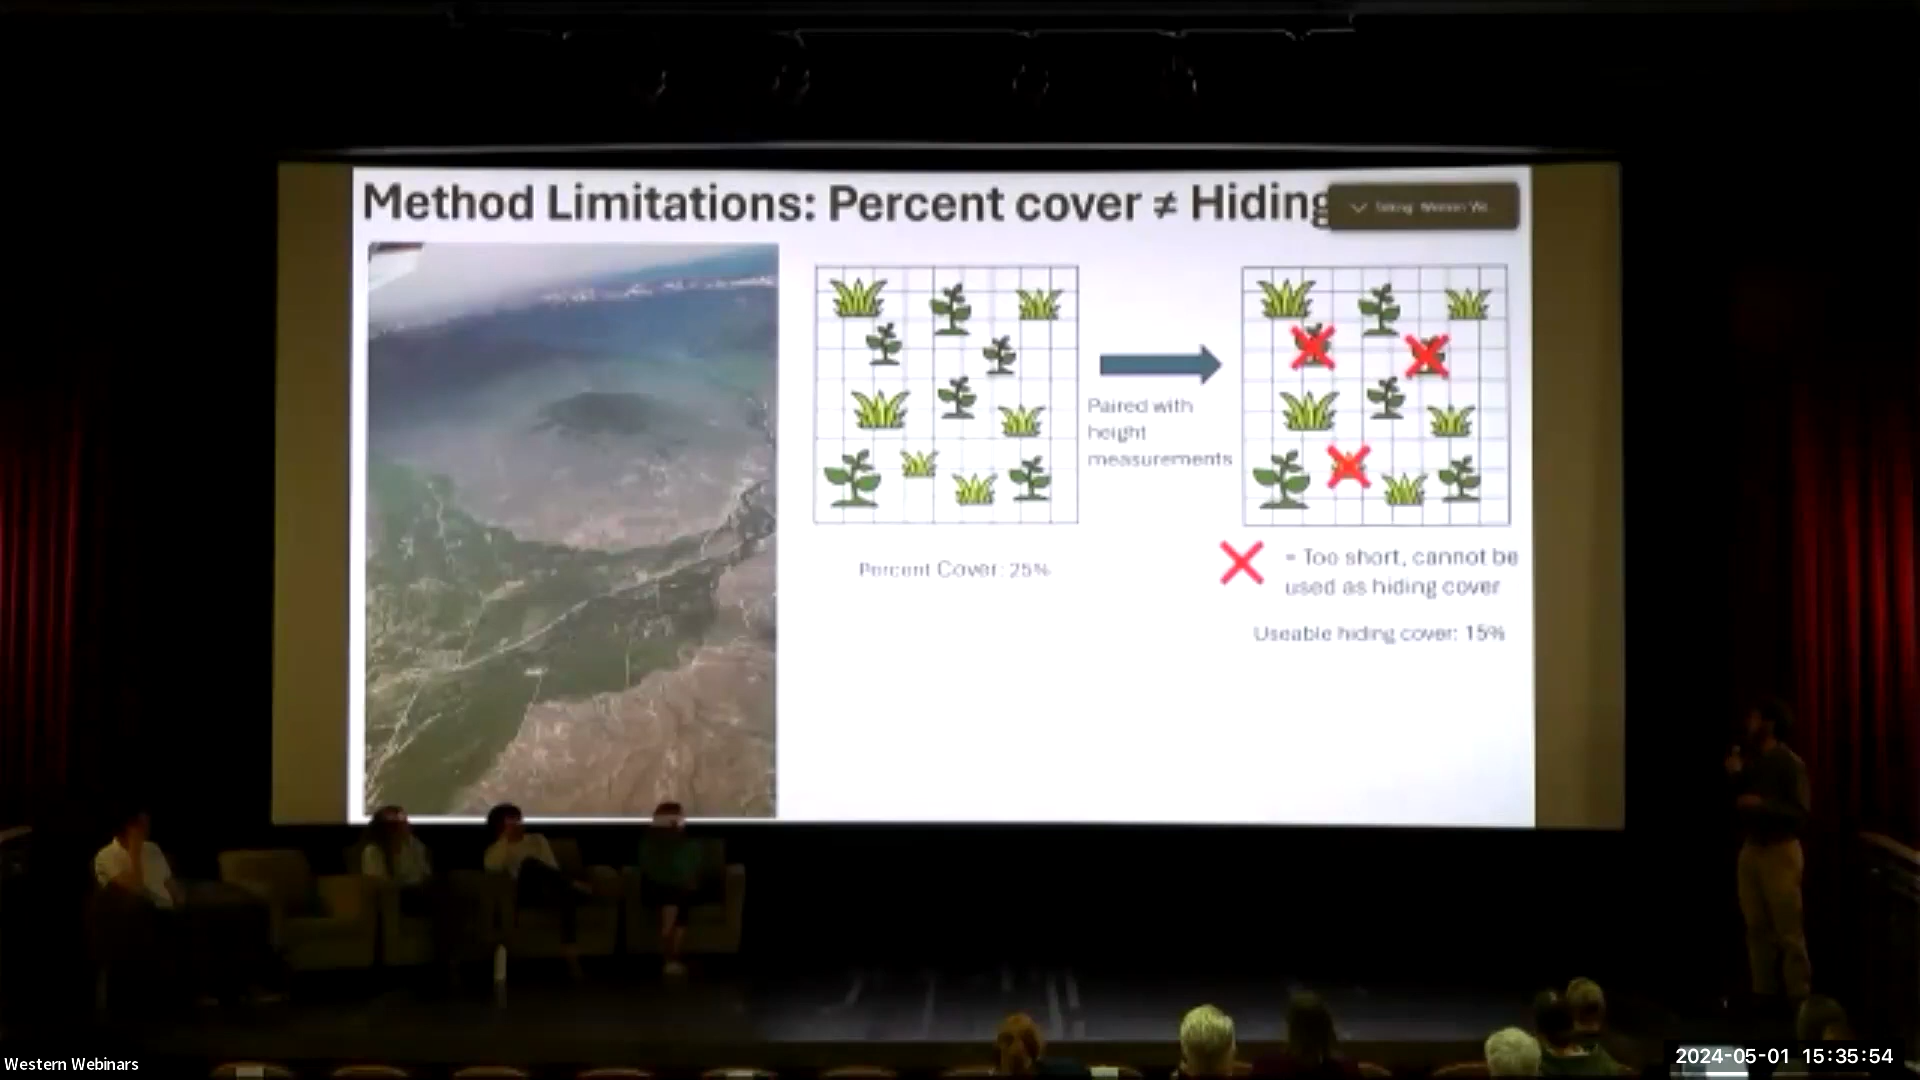 Method Limitations: Percent cover ≠ Hiding
Paired with
height
measurements
Percent Cover: 25%
= Too short, cannot be
used as hiding cover
Useable hiding cover: 15%
Western Webinars
2024-05-01 15:35:54